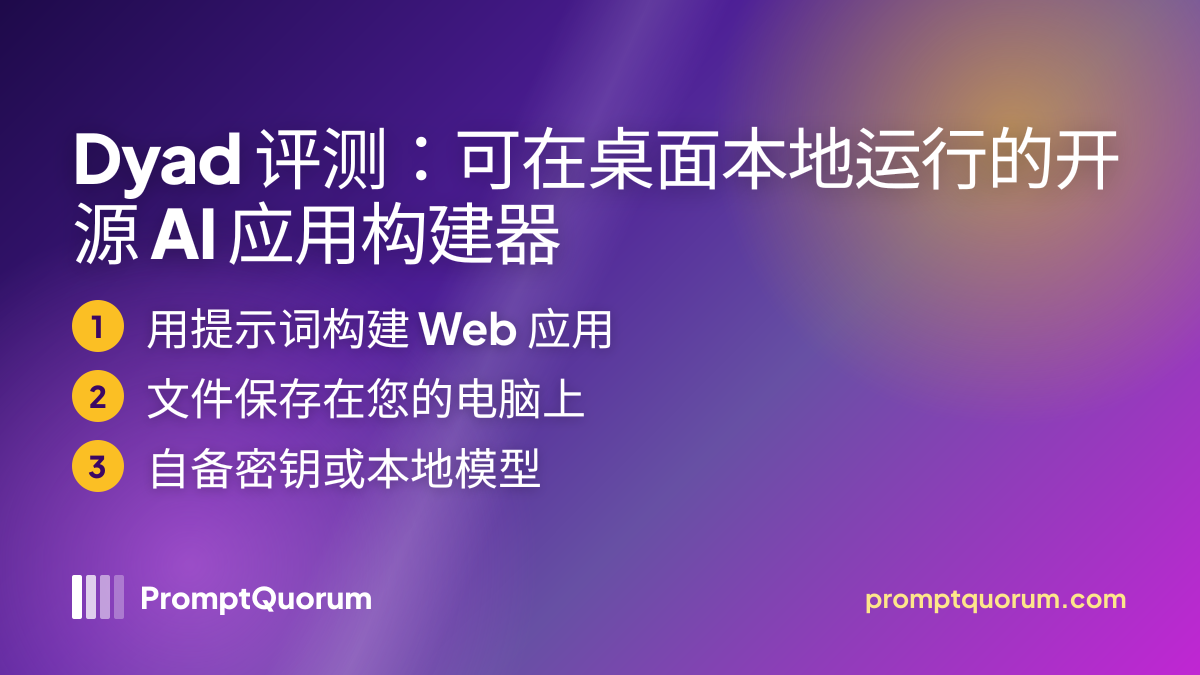 Dyad 评测：可在桌面本地运行的开
源 AI 应用构建器
1 用提示词构建 Web 应用
2 文件保存在您的电脑上
3 自备密钥或本地模型
PromptQuorum
promptquorum.com